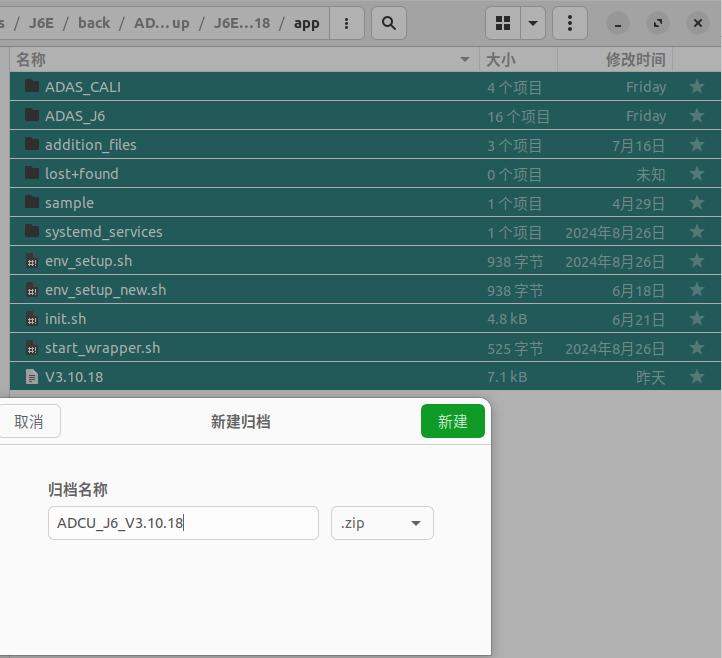 s / J6E / back / AD...up / J6E...18 / app
名称 大小 修改时间
ADAS_CALI 4 个项目 Friday
ADAS_J6 16 个项目 Friday
addition_files 3 个项目 7月16日
lost+found 0 个项目 未知
sample 1 个项目 4月29日
systemd_services 1 个项目 2024年8月26日
env_setup.sh 938 字节 2024年8月26日
env_setup_new.sh 938 字节 6月18日
init.sh 4.8 kB 6月21日
start_wrapper.sh 525 字节 2024年8月26日
V3.10.18 7.1 kB 昨天
取消 新建归档 新建
归档名称
ADCU_J6_V3.10.18 .zip